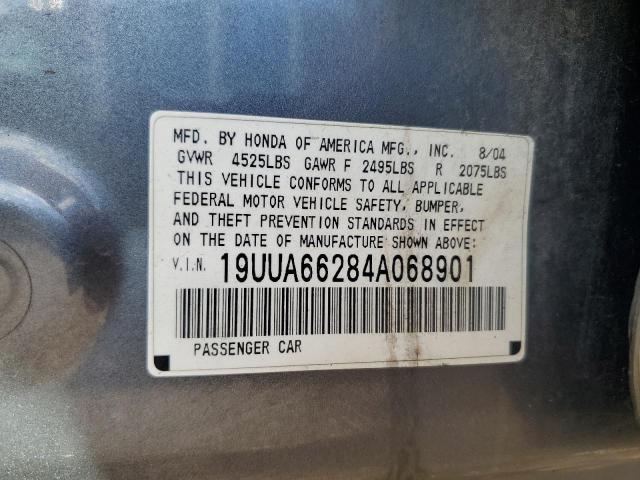 MFD. BY HONDA OF AMERICA MFG., INC. 8/04
GVWR 4525LBS GAWR F 2495LBS R 2075LBS
THIS VEHICLE CONFORMS TO ALL APPLICABLE
FEDERAL MOTOR VEHICLE SAFETY, BUMPER,
AND THEFT PREVENTION STANDARDS IN EFFECT
ON THE DATE OF MANUFACTURE SHOWN ABOVE:
V.I.N. 19UUA66284A068901
PASSENGER CAR